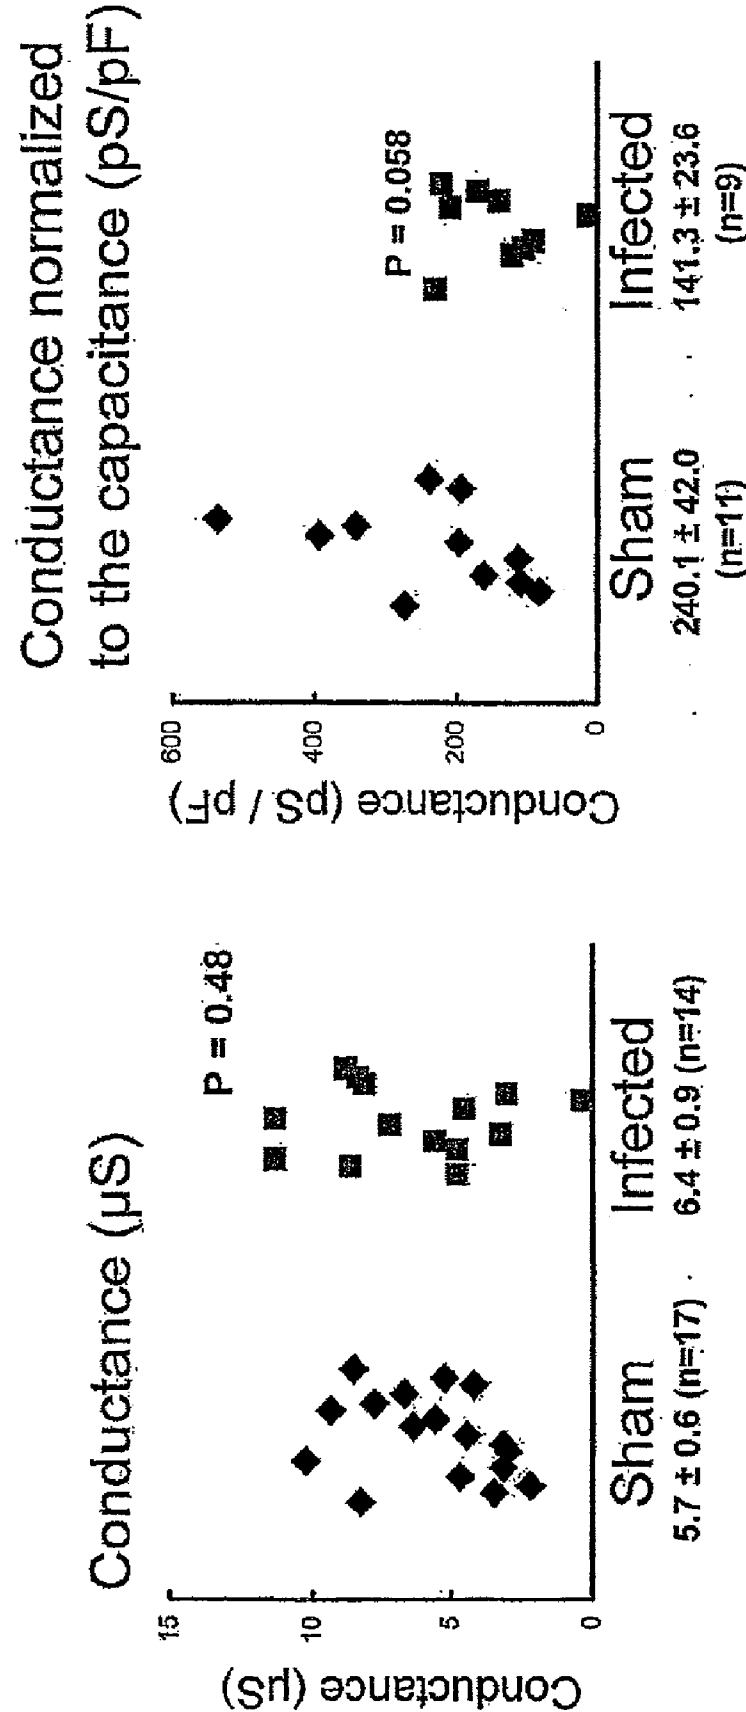 Conductance (µS)
Conductance (µS)
15
10
5
0
P = 0.48
Sham
Infected
5.7 ± 0.6 (n=17)
6.4 ± 0.9 (n=14)
Conductance normalized
to the capacitance (pS/pF)
Conductance (pS / pF)
600
400
200
0
P = 0.058
Sham
Infected
240.1 ± 42.0
141.3 ± 23.6
(n=11)
(n=9)